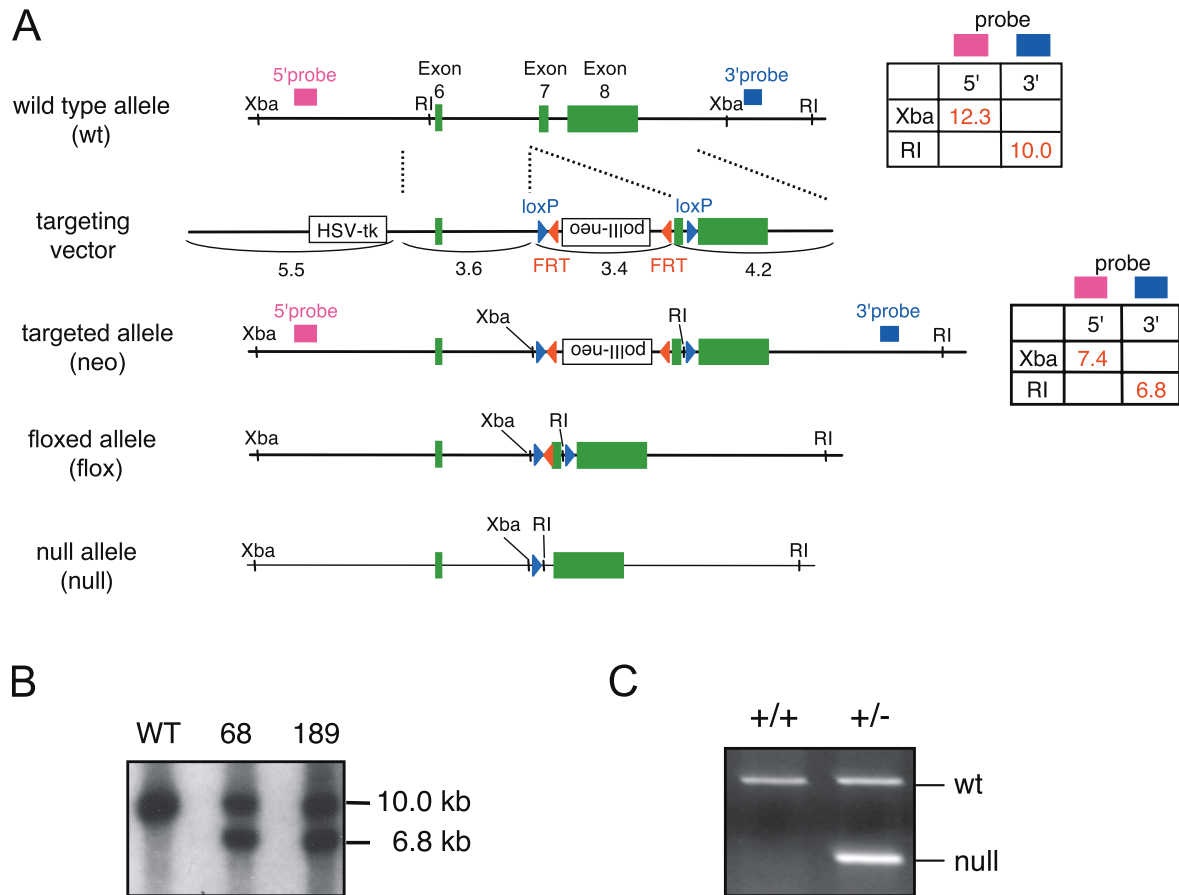 A
wild type allele
(wt)
5'probe
Xba
RI
Exon
6
Exon
7
Exon
8
3'probe
Xba
RI
probe
5' 3'
Xba 12.3
RI 10.0
targeting
vector
HSV-tk
loxP
polII-neo
loxP
5.5
3.6
FRT
3.4
FRT
4.2
probe
5' 3'
Xba 7.4
RI 6.8
targeted allele
(neo)
Xba
5'probe
Xba
polII-neo
RI
3'probe
RI
floxed allele
(flox)
Xba
Xba
RI
RI
null allele
(null)
Xba
Xba
RI
RI
B
WT 68 189
10.0 kb
6.8 kb
C
+/+ +/-
wt
null